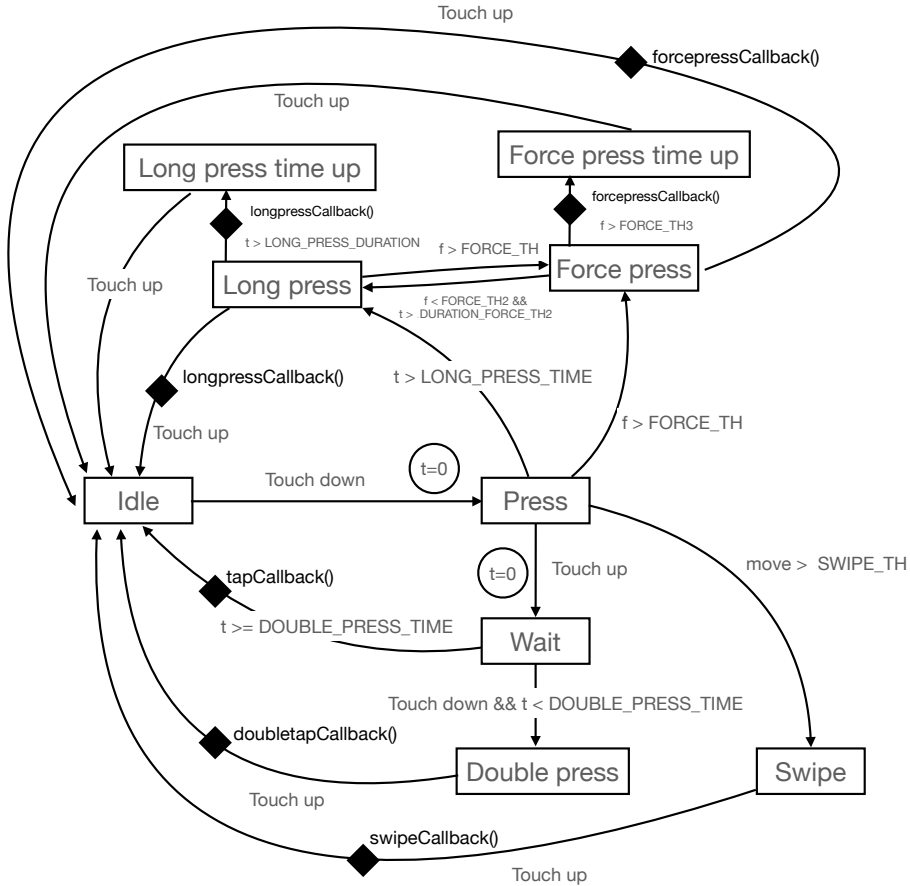 Touch up
forcepressCallback()
Touch up
Long press time up
Force press time up
longpressCallback()
t > LONG_PRESS_DURATION
forcepressCallback()
f > FORCE_TH3
f > FORCE_TH
Long press
Force press
Touch up
f < FORCE_TH2 &&
t > DURATION_FORCE_TH2
longpressCallback()
t > LONG_PRESS_TIME
Touch up
f > FORCE_TH
t=0
Touch down
Idle
Press
t=0
Touch up
move > SWIPE_TH
tapCallback()
t >= DOUBLE_PRESS_TIME
Wait
Touch down && t < DOUBLE_PRESS_TIME
doubletapCallback()
Double press
Swipe
Touch up
swipeCallback()
Touch up